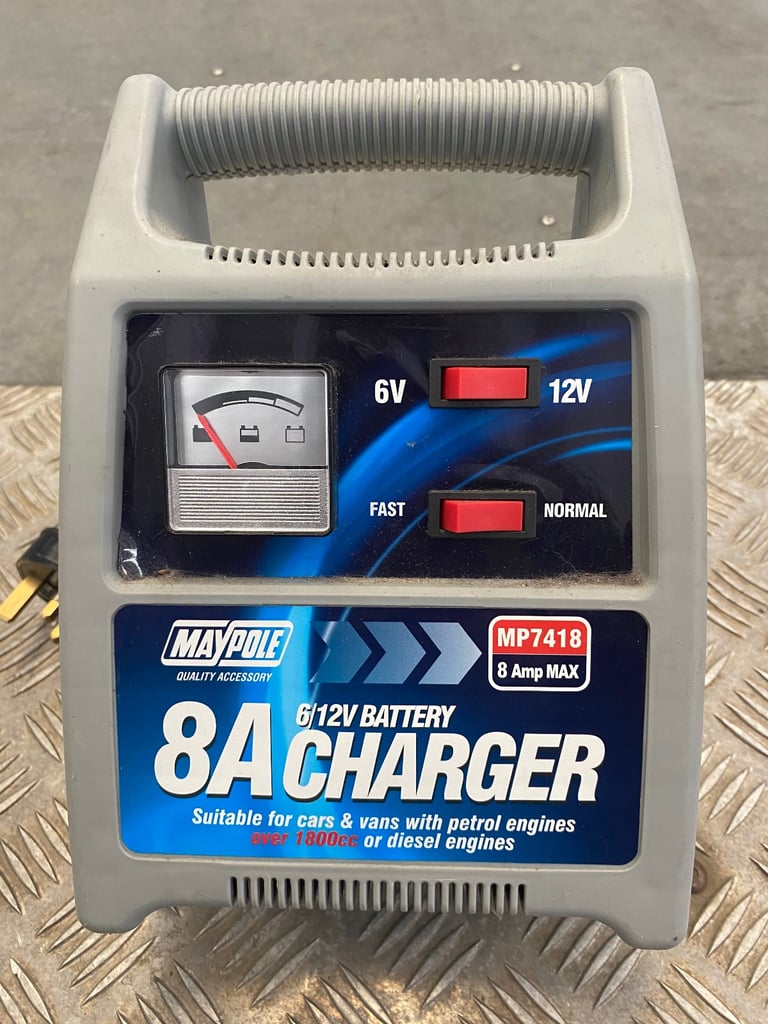 6V 12V
FAST NORMAL
MAYPOLE
QUALITY ACCESSORY
MP7418
8 Amp MAX
6/12V BATTERY
8A CHARGER
Suitable for cars & vans with petrol engines
over 1800cc or diesel engines